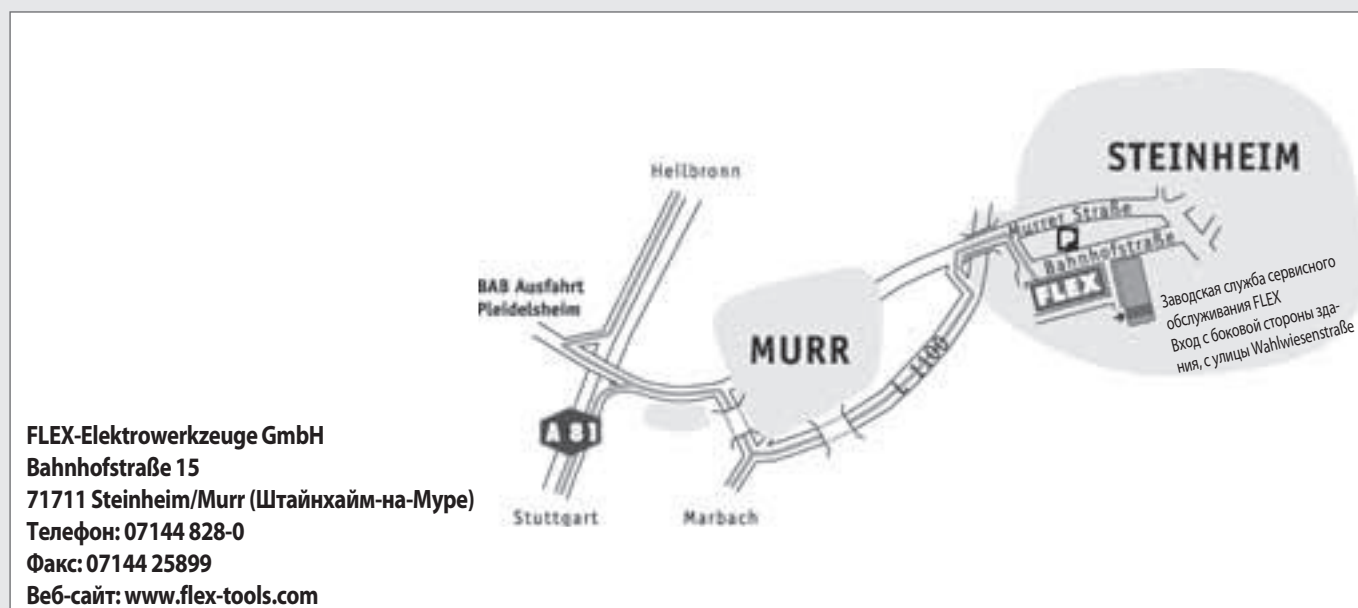 Heilbronn
STEINHEIM
Murrer Straße
P
Bahnhofstraße
FLEX
BAB Ausfahrt
Pleidelsheim
Заводская служба сервисного
обслуживания FLEX
Вход с боковой стороны зда-
ния, с улицы Wahlwiesenstraße
MURR
L 1100
A 81
Stuttgart
Marbach
FLEX-Elektrowerkzeuge GmbH
Bahnhofstraße 15
71711 Steinheim/Murr (Штайнхайм-на-Муре)
Телефон: 07144 828-0
Факс: 07144 25899
Веб-сайт: www.flex-tools.com